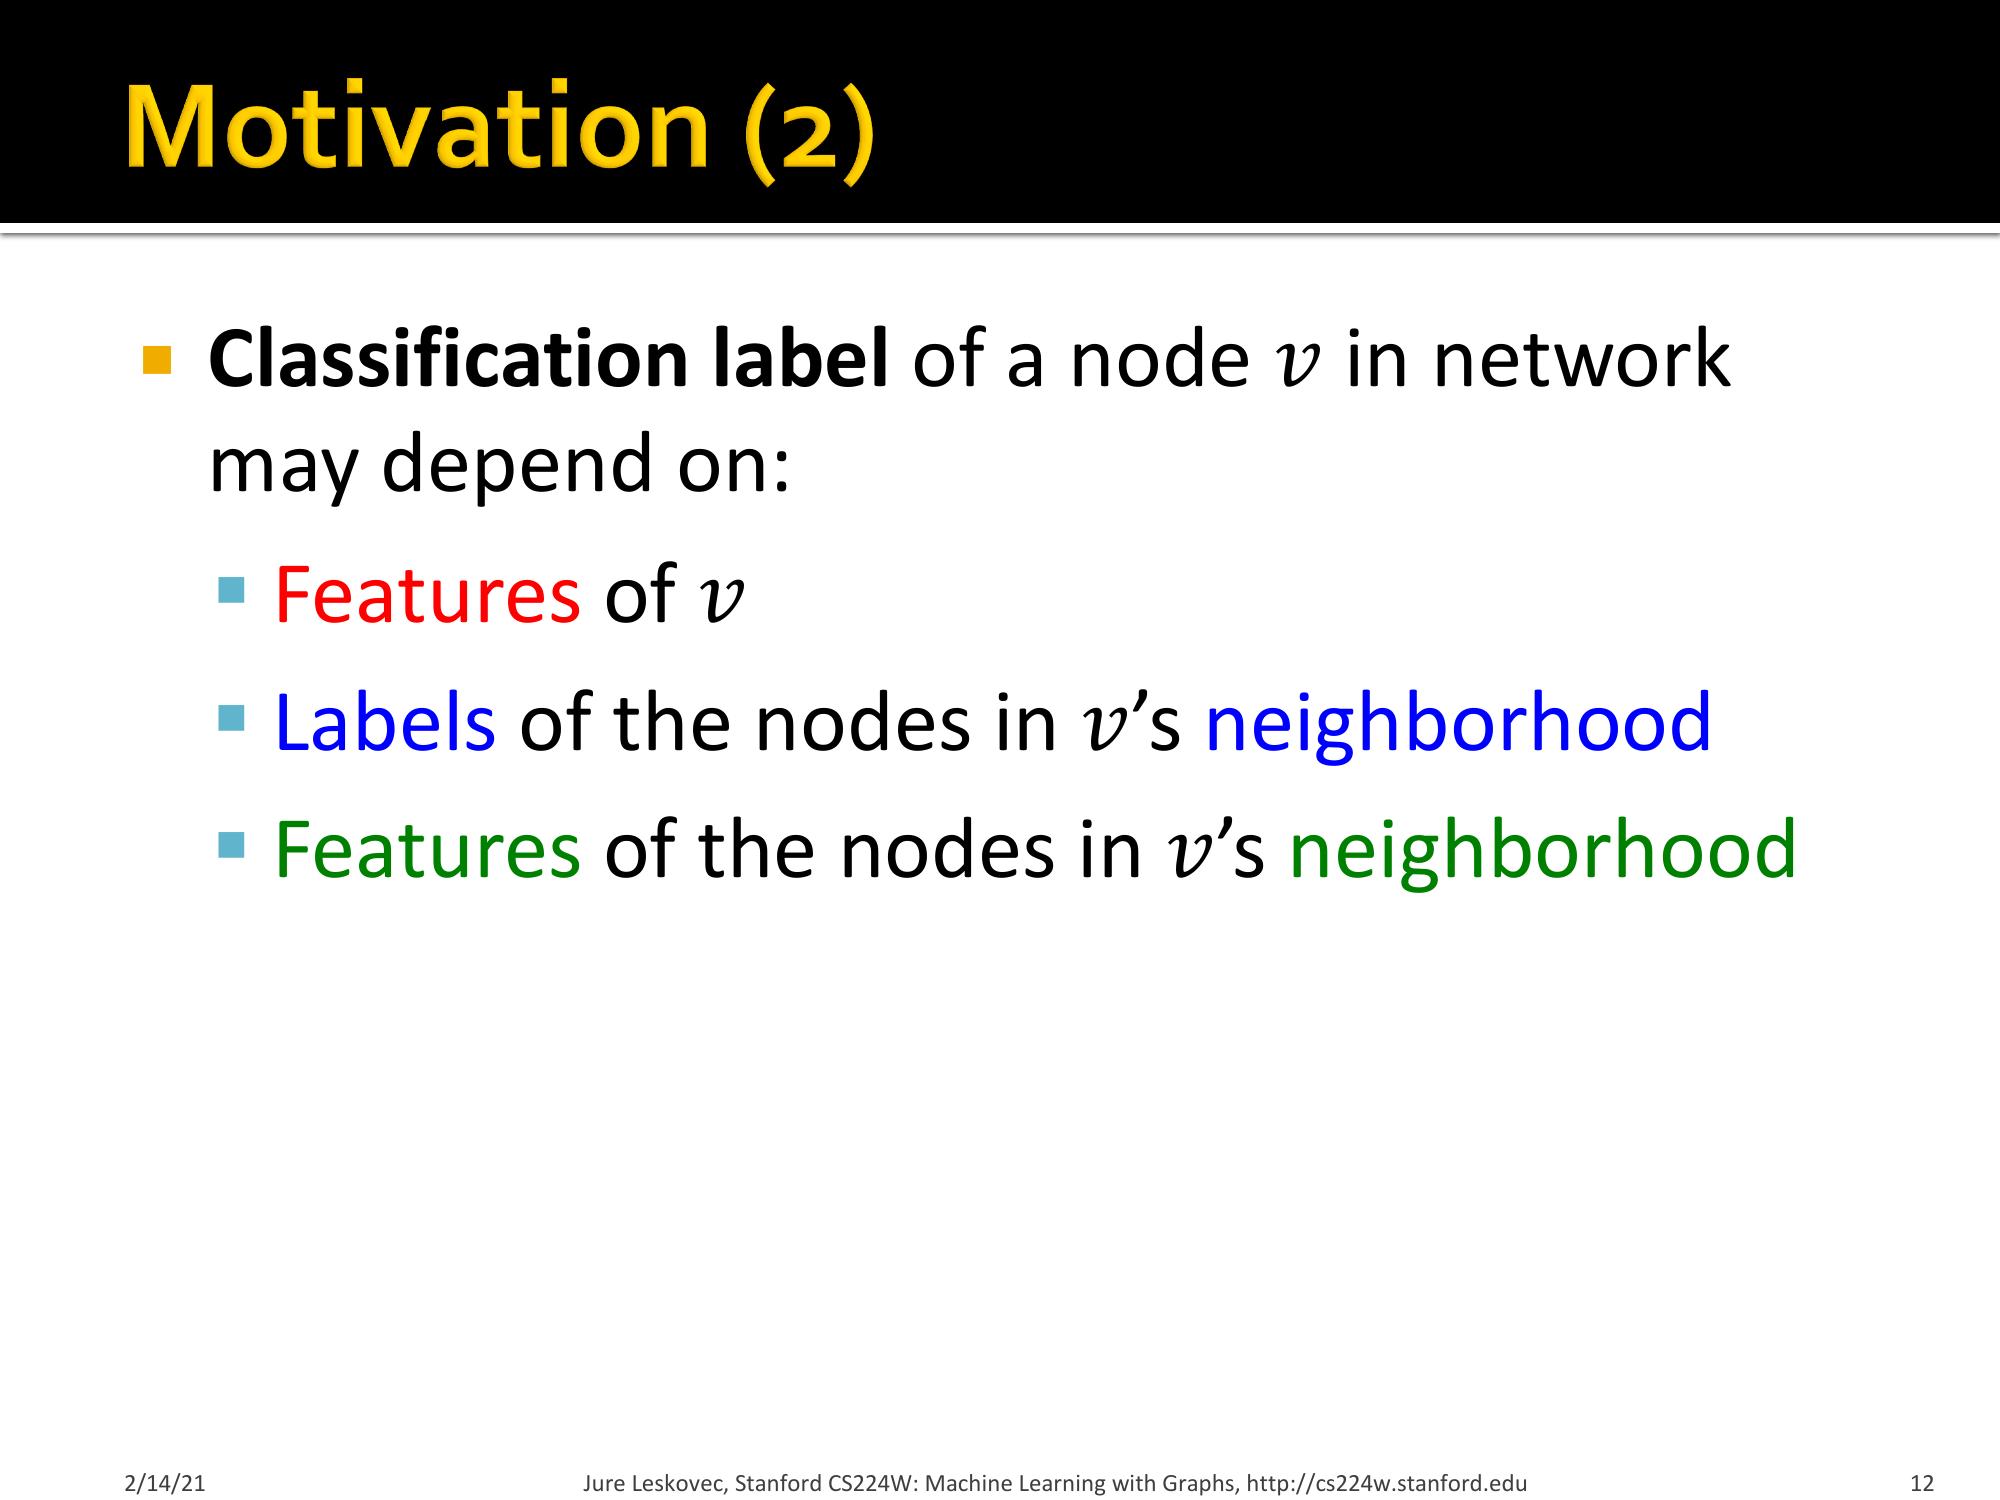 Motivation (2)
▪ Classification label of a node 𝑣 in network
may depend on:
▪ Features of 𝑣
▪ Labels of the nodes in 𝑣’s neighborhood
▪ Features of the nodes in 𝑣’s neighborhood
2/14/21 Jure Leskovec, Stanford CS224W: Machine Learning with Graphs, http://cs224w.stanford.edu 12